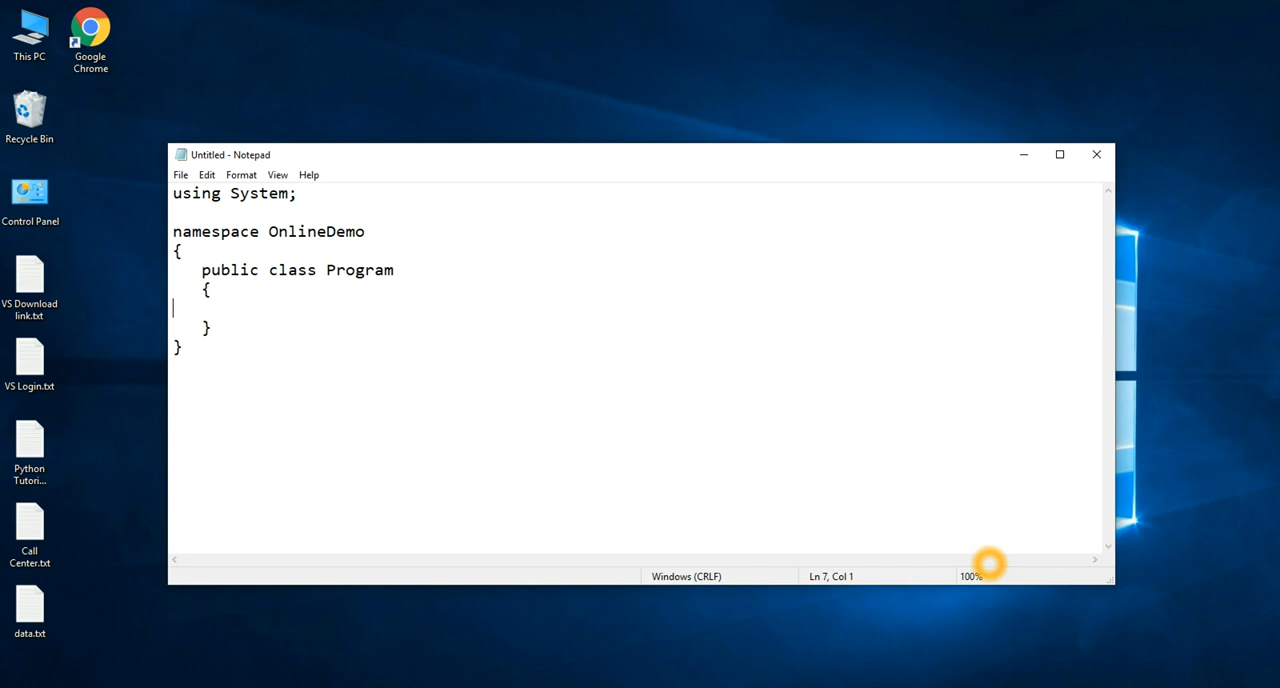 This PC
Google
Chrome
Recycle Bin
Control Panel
VS Download
link.txt
VS Login.txt
Python
Tutori...
Call
Center.txt
data.txt
Untitled - Notepad
File Edit Format View Help
using System;
namespace OnlineDemo
{
public class Program
{
}
}
Windows (CRLF) Ln 7, Col 1 100%